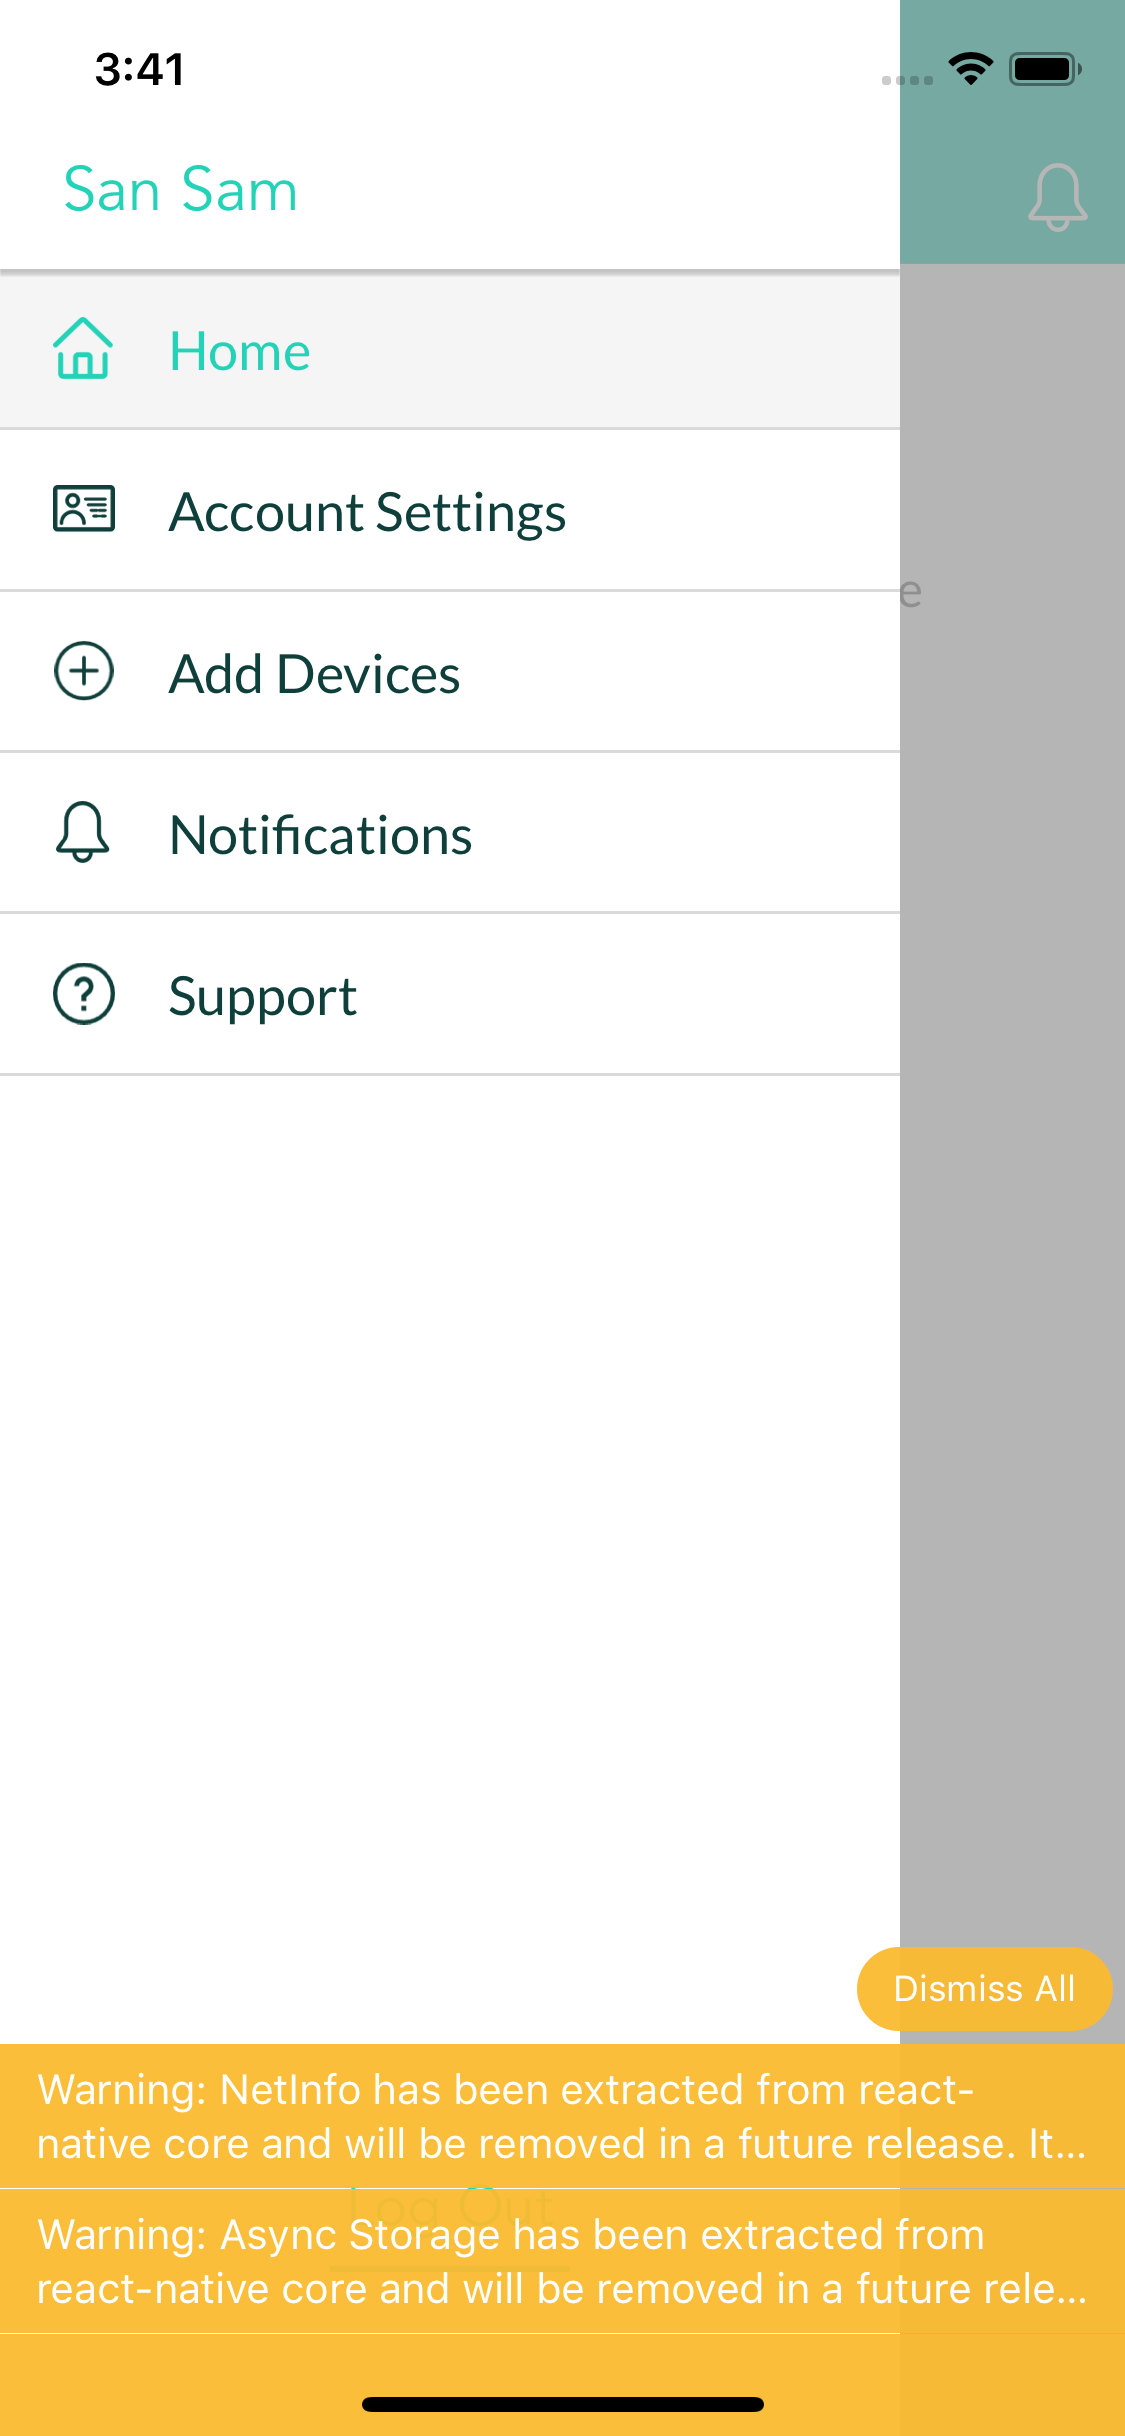 3:41
San Sam
Home
Account Settings
e
Add Devices
Notifications
Support
Dismiss All
Warning: NetInfo has been extracted from react-
native core and will be removed in a future release. It...
Log Out
Warning: Async Storage has been extracted from
react-native core and will be removed in a future rele...